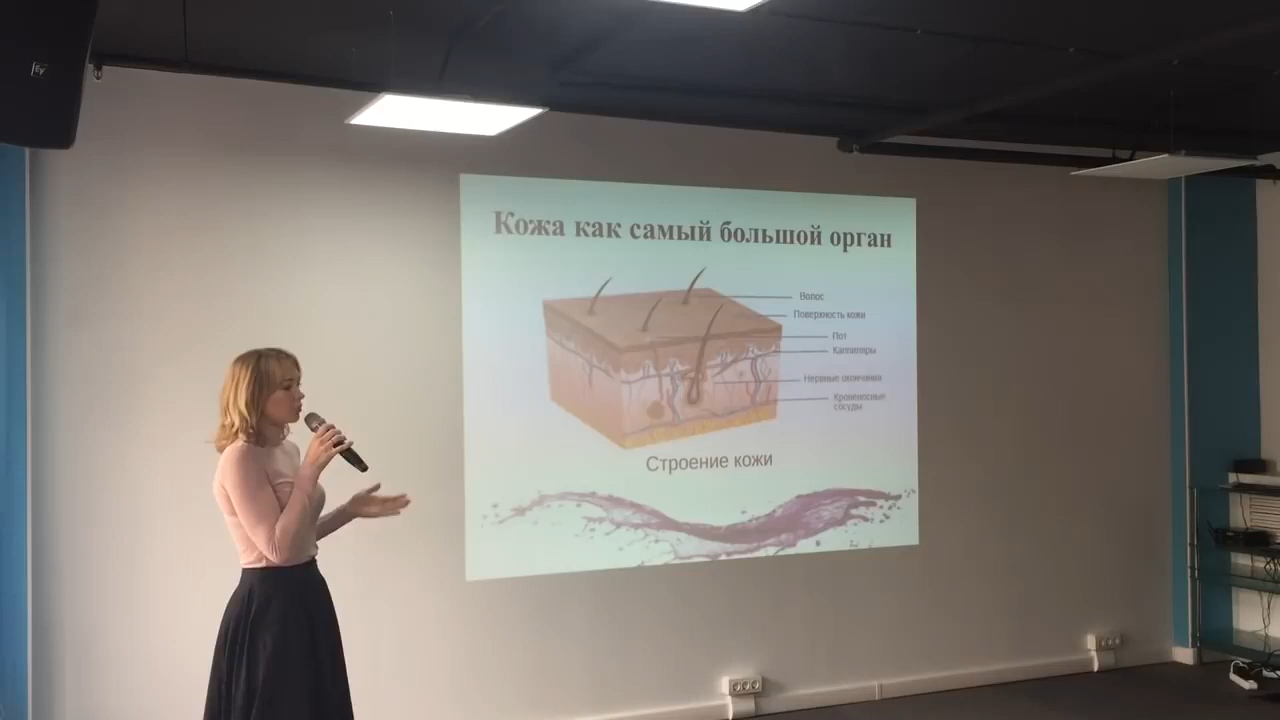 Кожа как самый большой орган
Волос
Поверхность кожи
Пот
Капилляры
Нервные окончания
Кровеносные
сосуды
Строение кожи